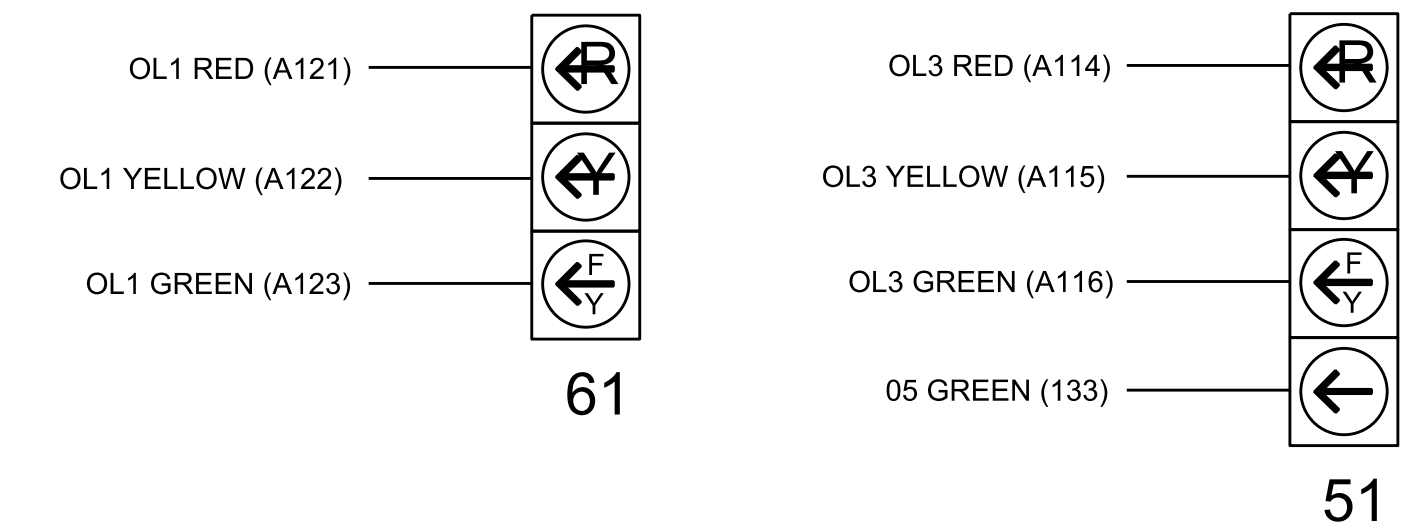 OL1 RED (A121)
R
OL1 YELLOW (A122)
Y
OL1 GREEN (A123)
F
Y
61
OL3 RED (A114)
R
OL3 YELLOW (A115)
Y
OL3 GREEN (A116)
F
Y
05 GREEN (133)
51